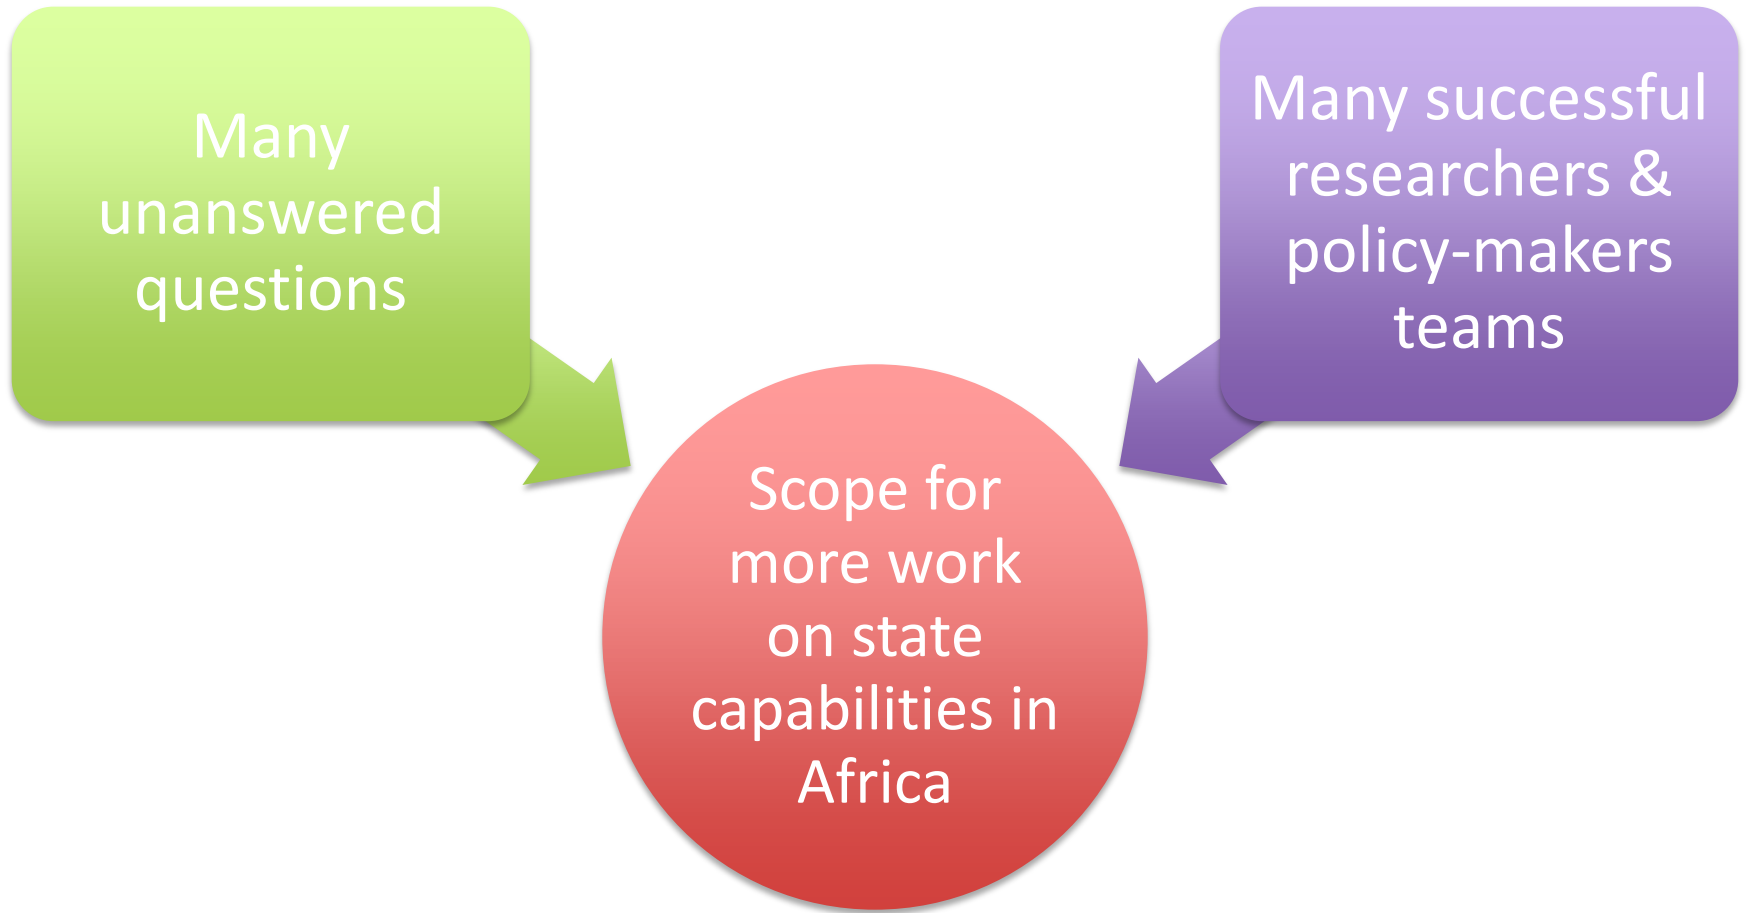 Many
unanswered
questions
Many successful
researchers &
policy-makers
teams
Scope for
more work
on state
capabilities in
Africa